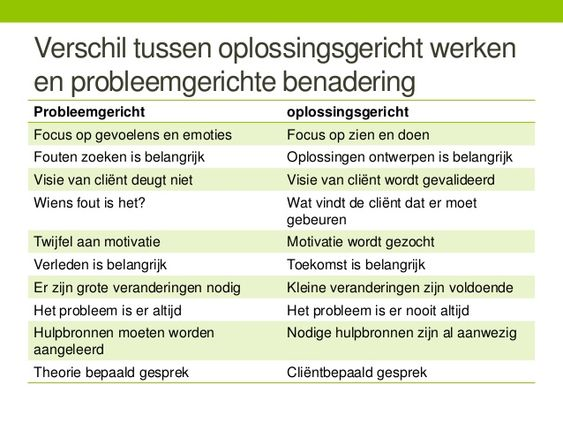 Verschil tussen oplossingsgericht werken
en probleemgerichte benadering
Probleemgericht oplossingsgericht
Focus op gevoelens en emoties Focus op zien en doen
Fouten zoeken is belangrijk Oplossingen ontwerpen is belangrijk
Visie van cliënt deugt niet Visie van cliënt wordt gevalideerd
Wiens fout is het? Wat vindt de cliënt dat er moet
gebeuren
Twijfel aan motivatie Motivatie wordt gezocht
Verleden is belangrijk Toekomst is belangrijk
Er zijn grote veranderingen nodig Kleine veranderingen zijn voldoende
Het probleem is er altijd Het probleem is er nooit altijd
Hulpbronnen moeten worden Nodige hulpbronnen zijn al aanwezig
aangeleerd
Theorie bepaald gesprek Cliëntbepaald gesprek